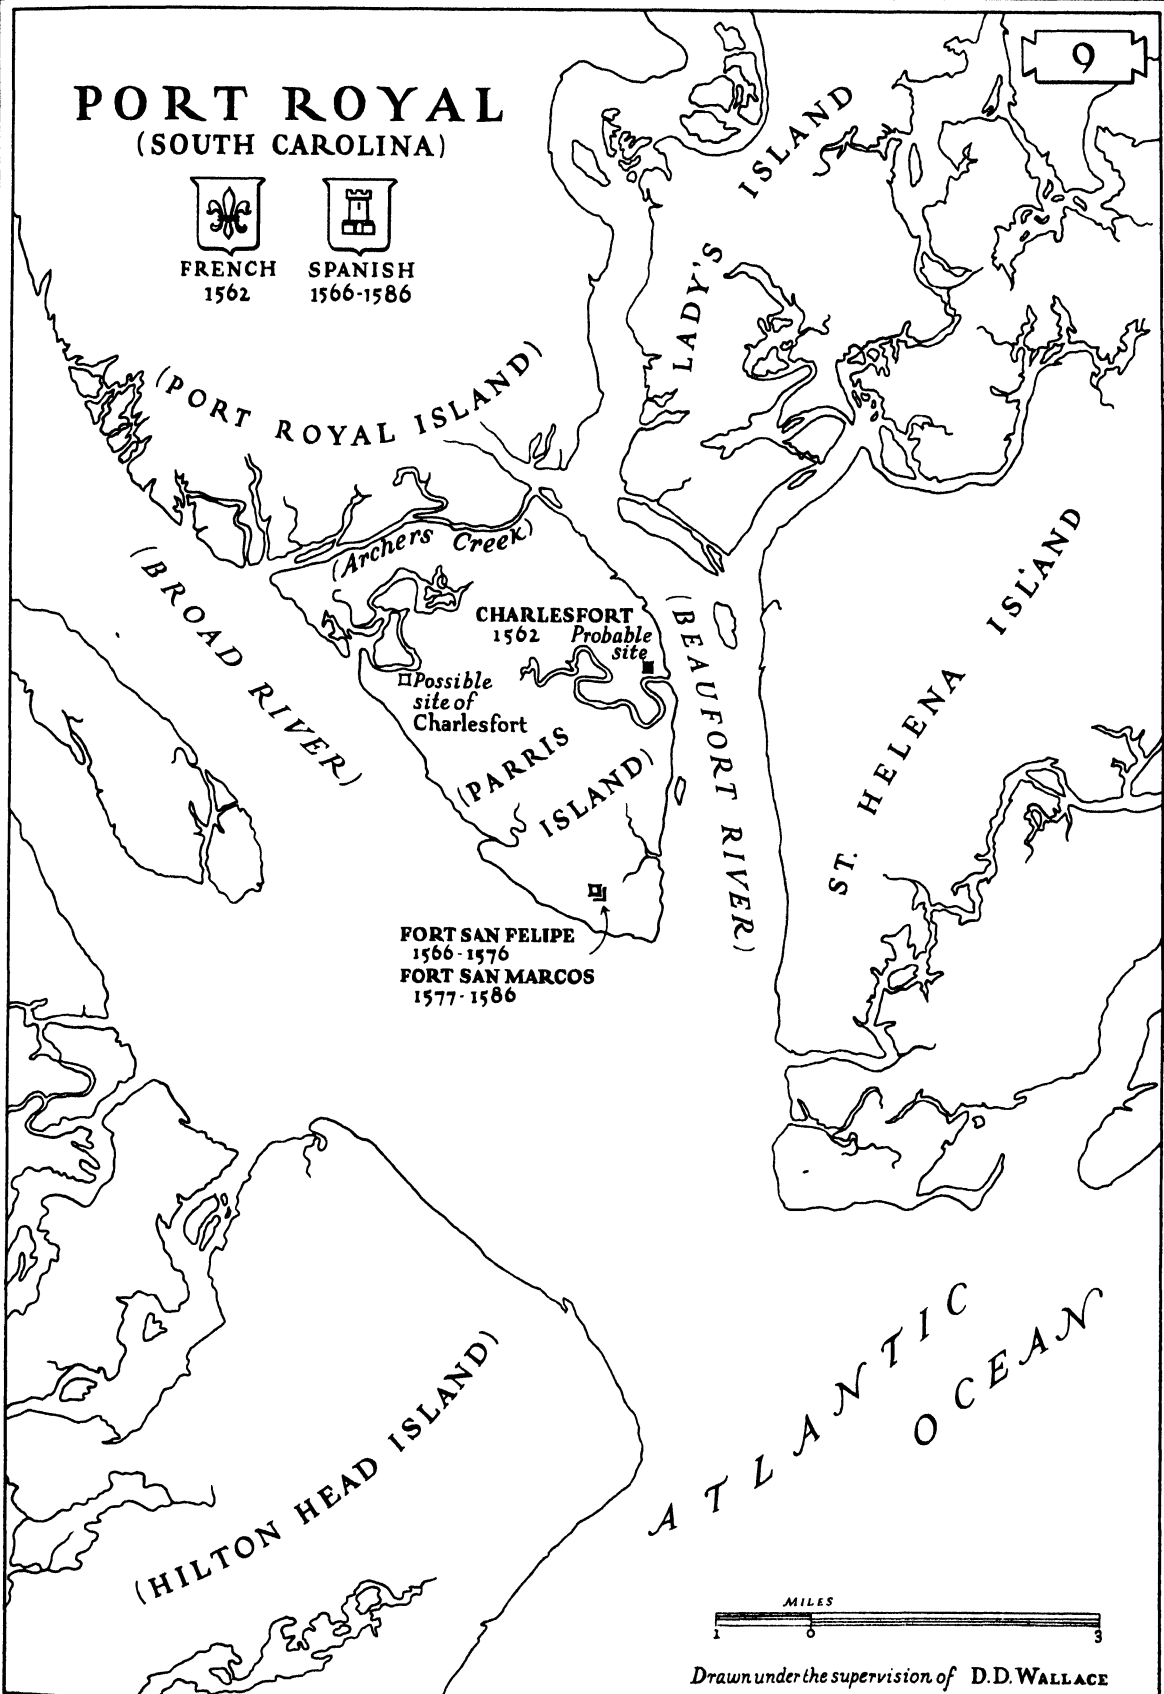 9
PORT ROYAL
(SOUTH CAROLINA)
FRENCH
1562
SPANISH
1566-1586
LADY'S ISLAND
(PORT ROYAL ISLAND)
(Archers Creek)
(BROAD RIVER)
CHARLESFORT
1562
Probable
site
(BEAUFORT RIVER)
ST. HELENA ISLAND
Possible
site of
Charlesfort
(PARRIS
ISLAND)
FORT SAN FELIPE
1566-1576
FORT SAN MARCOS
1577-1586
ATLANTIC
OCEAN
(HILTON HEAD ISLAND)
MILES
1 0 3
Drawn under the supervision of D.D. WALLACE